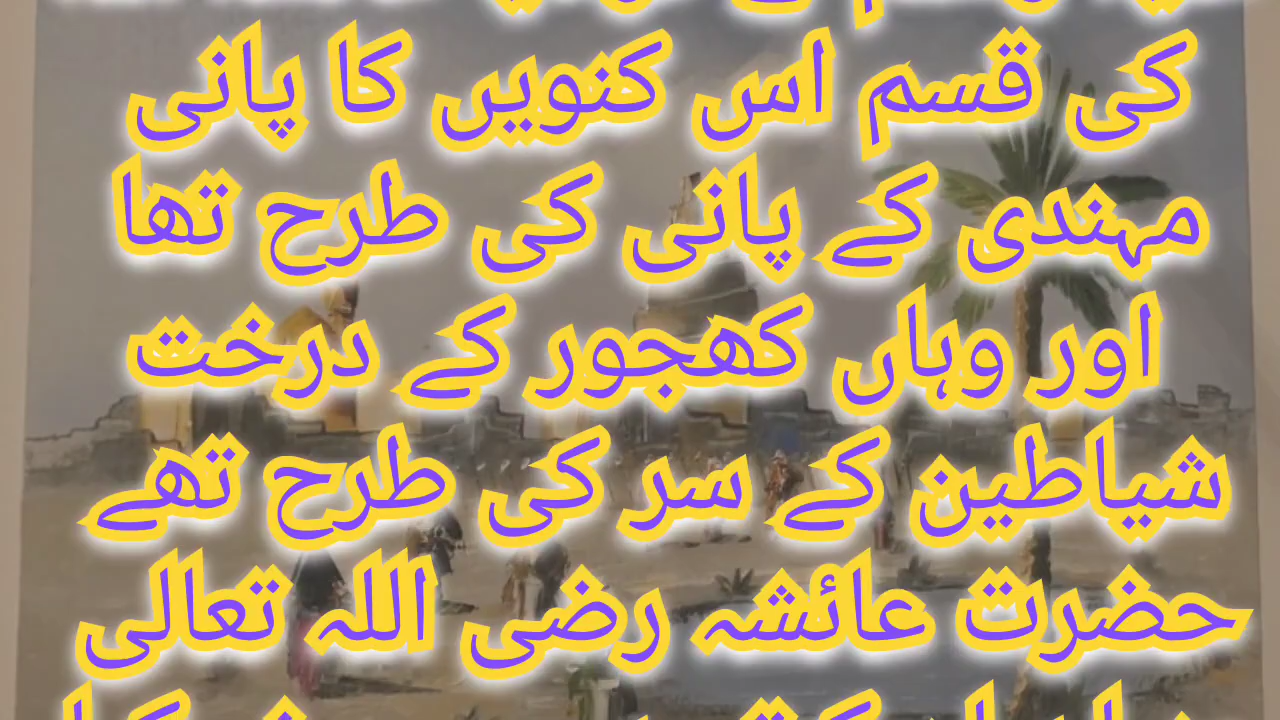 کی قسم اس کنویں کا پانی
مہندی کے پانی کی طرح تھا
اور وہاں کھجور کے درخت
شیاطین کے سر کی طرح تھے
حضرت عائشہ رضی اللہ تعالی